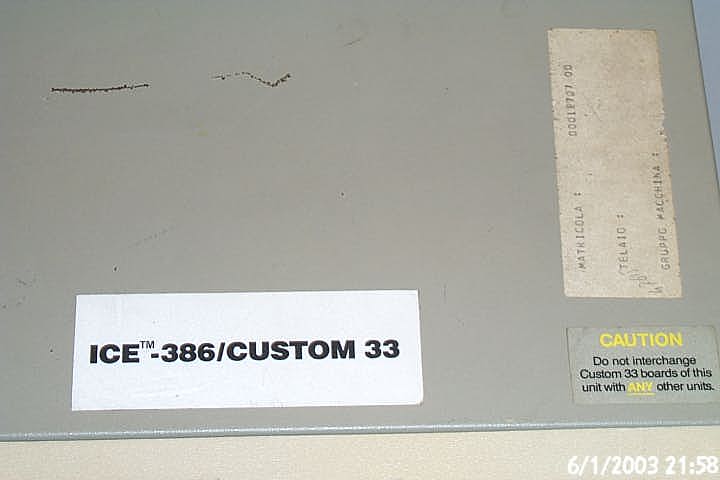 MATRICOLA : 00018707 00
TELAIO :
GRUPPO MACCHINA :
ICE™-386/CUSTOM 33
CAUTION
Do not interchange
Custom 33 boards of this
unit with ANY other units.
6/1/2003 21:58